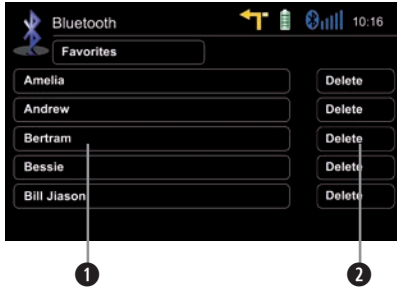 Bluetooth 10:16
Favorites
Amelia Delete
Andrew Delete
Bertram Delete
Bessie Delete
Bill Jiason Delete
1 2